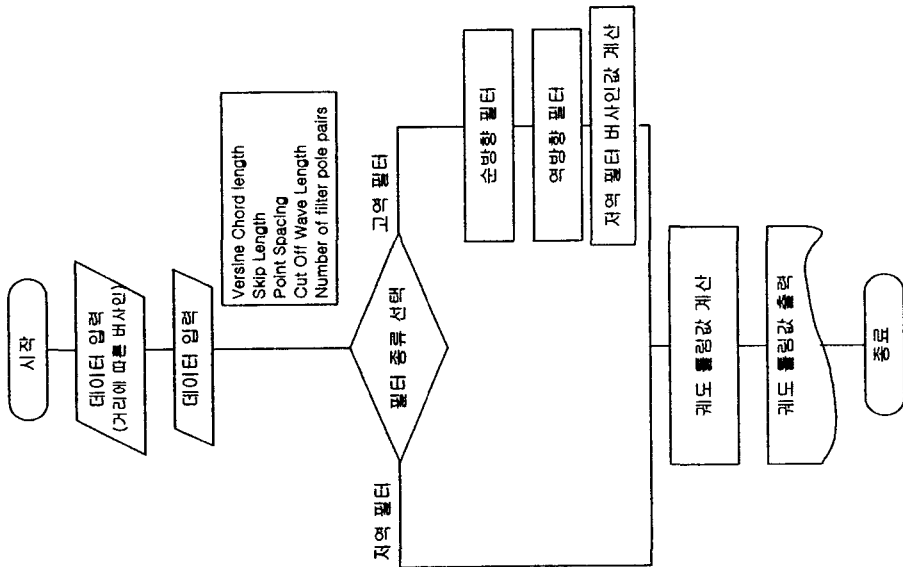 시작
데이터 입력
(거리에 따른 버사인)
데이터 입력
Versine Chord length
Skip Length
Point Spacing
Cut Off Wave Length
Number of filter pole pairs
필터 종류 선택
고역 필터
저역 필터
순방향 필터
역방향 필터
저역 필터 버사인값 계산
궤도 틀림값 계산
궤도 틀림값 출력
종료